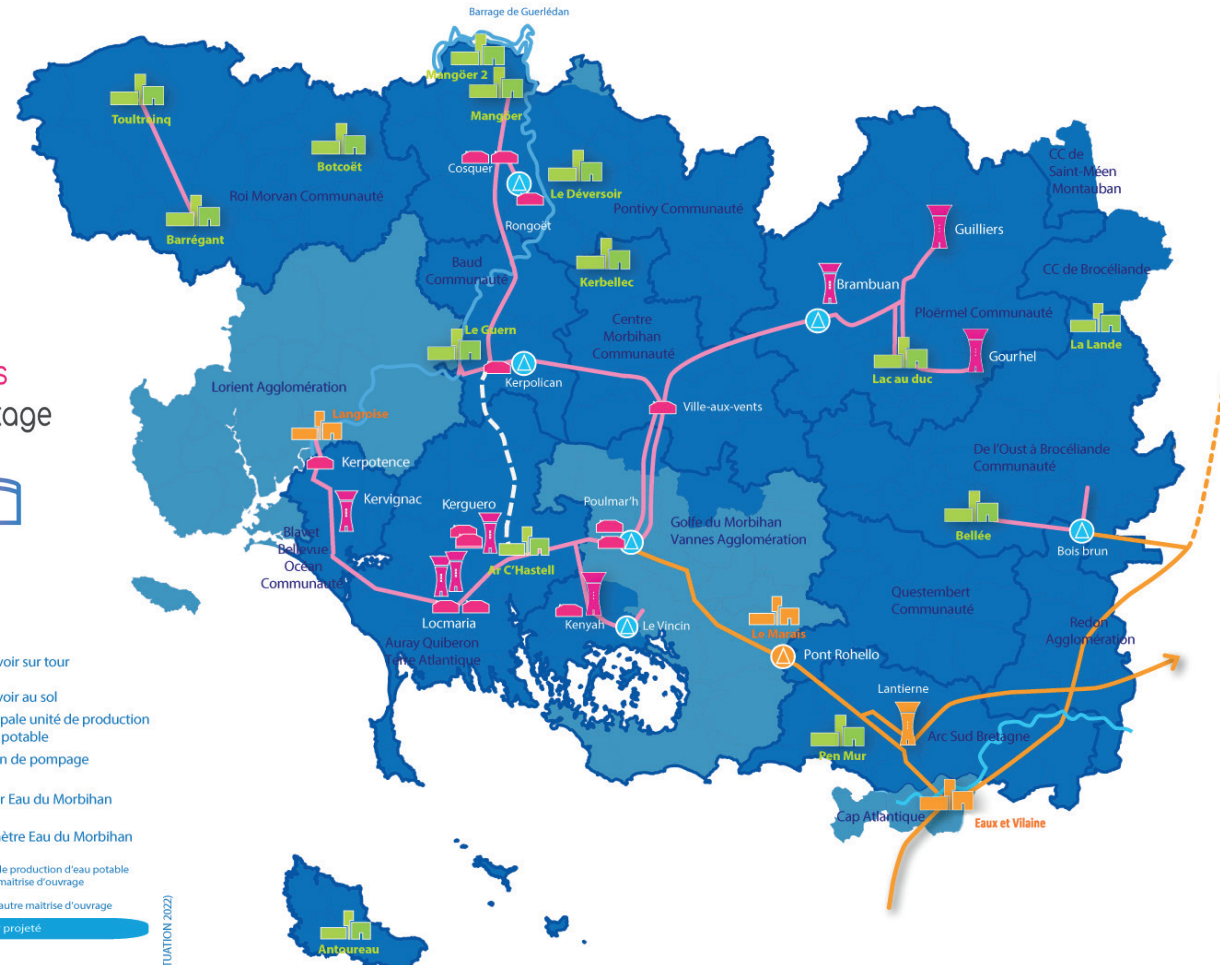 Barrage de Guerlédan
Mangöer 2
Mangöer
Toultreinq
Botcoët
Cosquer
Le Déversoir
Roi Morvan Communauté
Rongoët
Pontivy Communauté
Barrégant
CC de
Saint-Méen
Montauban
Guilliers
Baud
Communauté
Kerbellec
Brambuan
CC de Brocéliande
Centre
Morbihan
Communauté
Ploërmel Communauté
Le Guern
La Lande
Gourhel
Kerpolican
Lac au duc
s
tage
Lorient Agglomération
Langroise
Ville-aux-vents
De l'Oust à Brocéliande
Communauté
Kerpotence
Kervignac
Kerguero
Poulmar'h
Golfe du Morbihan
Vannes Agglomération
Blavet
Bellevue
Océan
Communauté
Bellée
Bois brun
Ar C'Hastell
Questembert
Communauté
Locmaria
Kenyah
Le Vincin
Le Marais
Redon
Agglomération
Auray Quiberon
Terre Atlantique
Pont Rohello
voir sur tour
voir au sol
ipale unité de production
potable
n de pompage
Lantierne
Arc Sud Bretagne
Pen Mur
r Eau du Morbihan
Cap Atlantique
Eaux et Vilaine
nètre Eau du Morbihan
de production d'eau potable
maitrise d'ouvrage
autre maitrise d'ouvrage
r projeté
TUATION 2022)
Antoureau